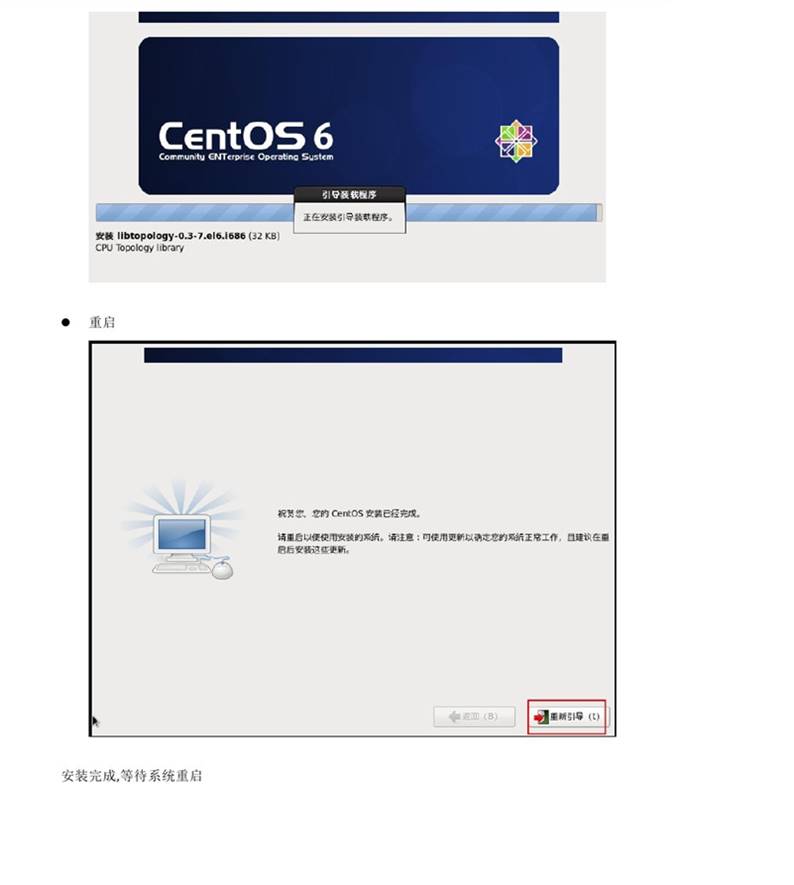 CentOS 6
Community ENTerprise Operating System
引导装载程序
正在安装引导装载程序。
安装 libtopology-0.3-7.el6.i686 (32 KB)
CPU Topology library
● 重启
祝贺您，您的 CentOS 安装已经完成。
请重启以便使用安装的系统。请注意：可使用更新以确定您的系统正常工作，且建议在重
启后安装这些更新。
返回（B）
重新引导（t）
安装完成,等待系统重启